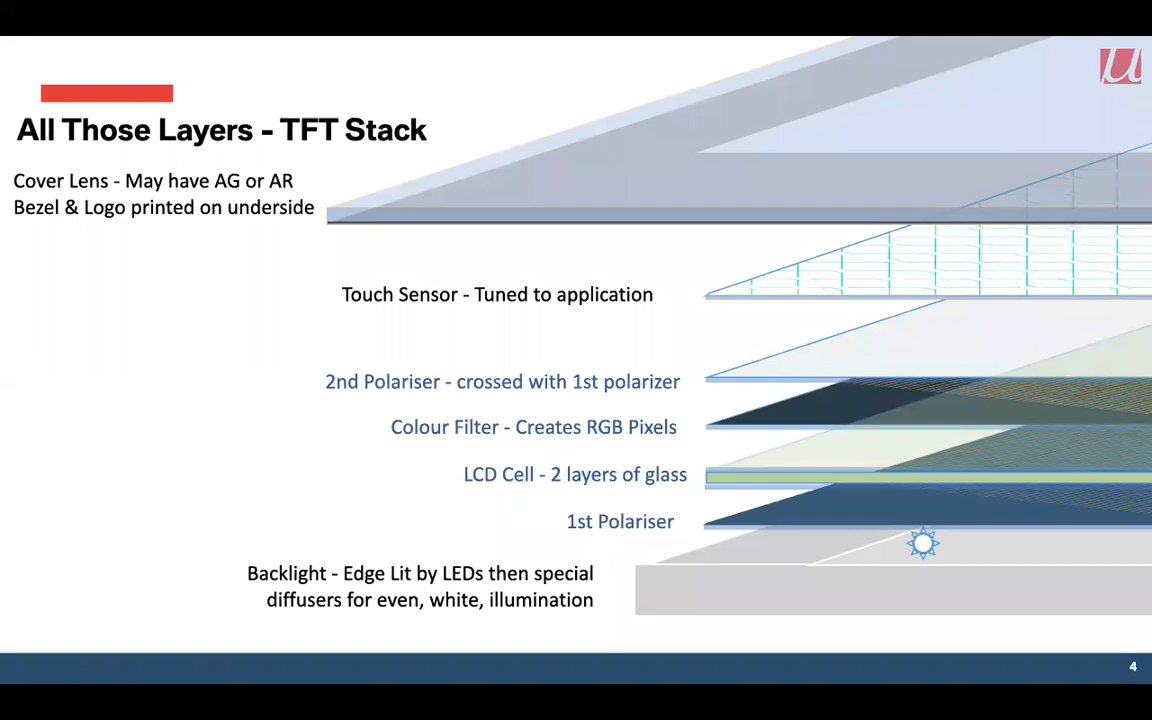 All Those Layers - TFT Stack
Cover Lens - May have AG or AR
Bezel & Logo printed on underside
Touch Sensor - Tuned to application
2nd Polariser - crossed with 1st polarizer
Colour Filter - Creates RGB Pixels
LCD Cell - 2 layers of glass
1st Polariser
Backlight - Edge Lit by LEDs then special
diffusers for even, white, illumination
4